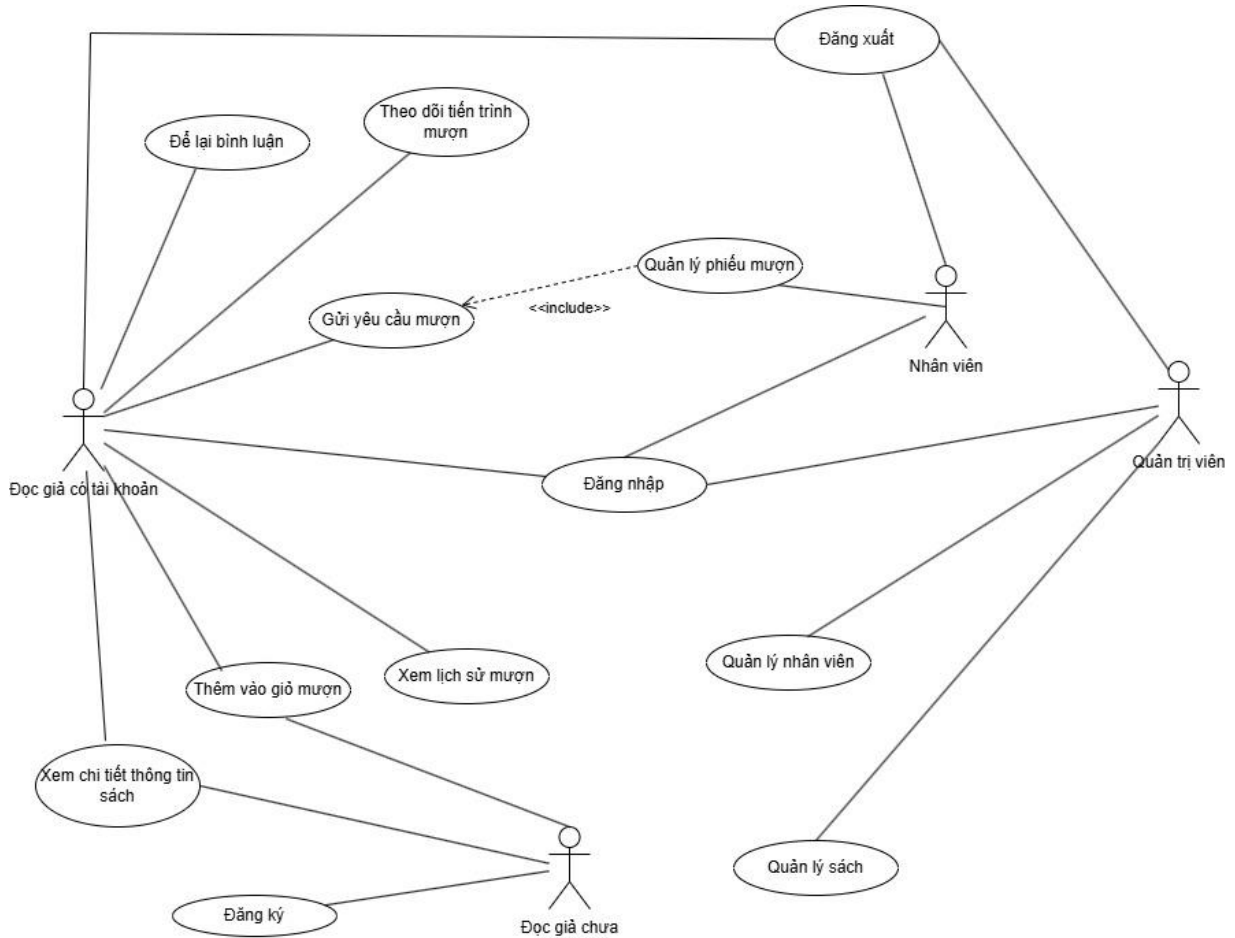 Đăng xuất
Theo dõi tiến trình
mượn
Để lại bình luận
Quản lý phiếu mượn
<<include>>
Gửi yêu cầu mượn
Nhân viên
Quản trị viên
Đọc giả có tài khoản
Đăng nhập
Quản lý nhân viên
Xem lịch sử mượn
Thêm vào giỏ mượn
Xem chi tiết thông tin
sách
Quản lý sách
Đăng ký
Đọc giả chưa